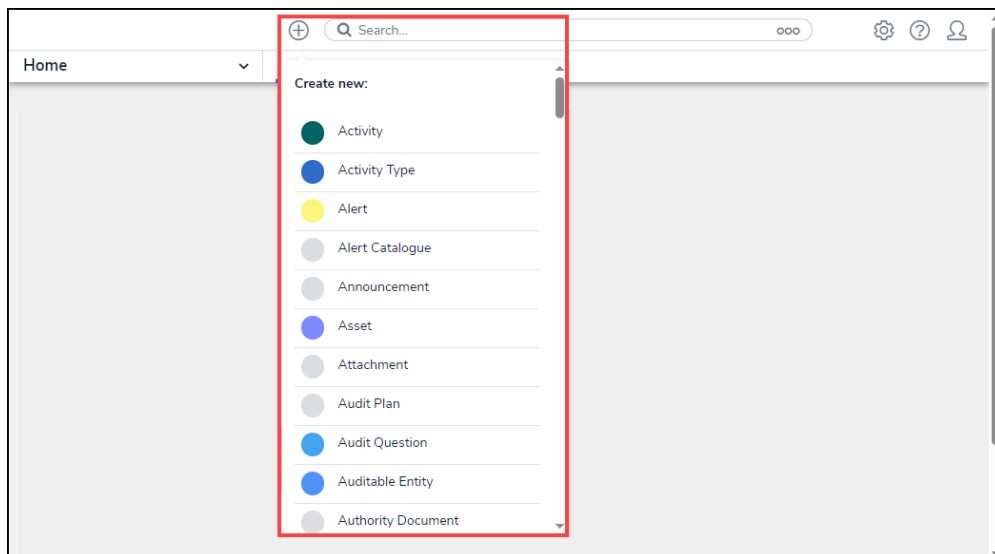 Search...
Home
Create new:
Activity
Activity Type
Alert
Alert Catalogue
Announcement
Asset
Attachment
Audit Plan
Audit Question
Auditable Entity
Authority Document